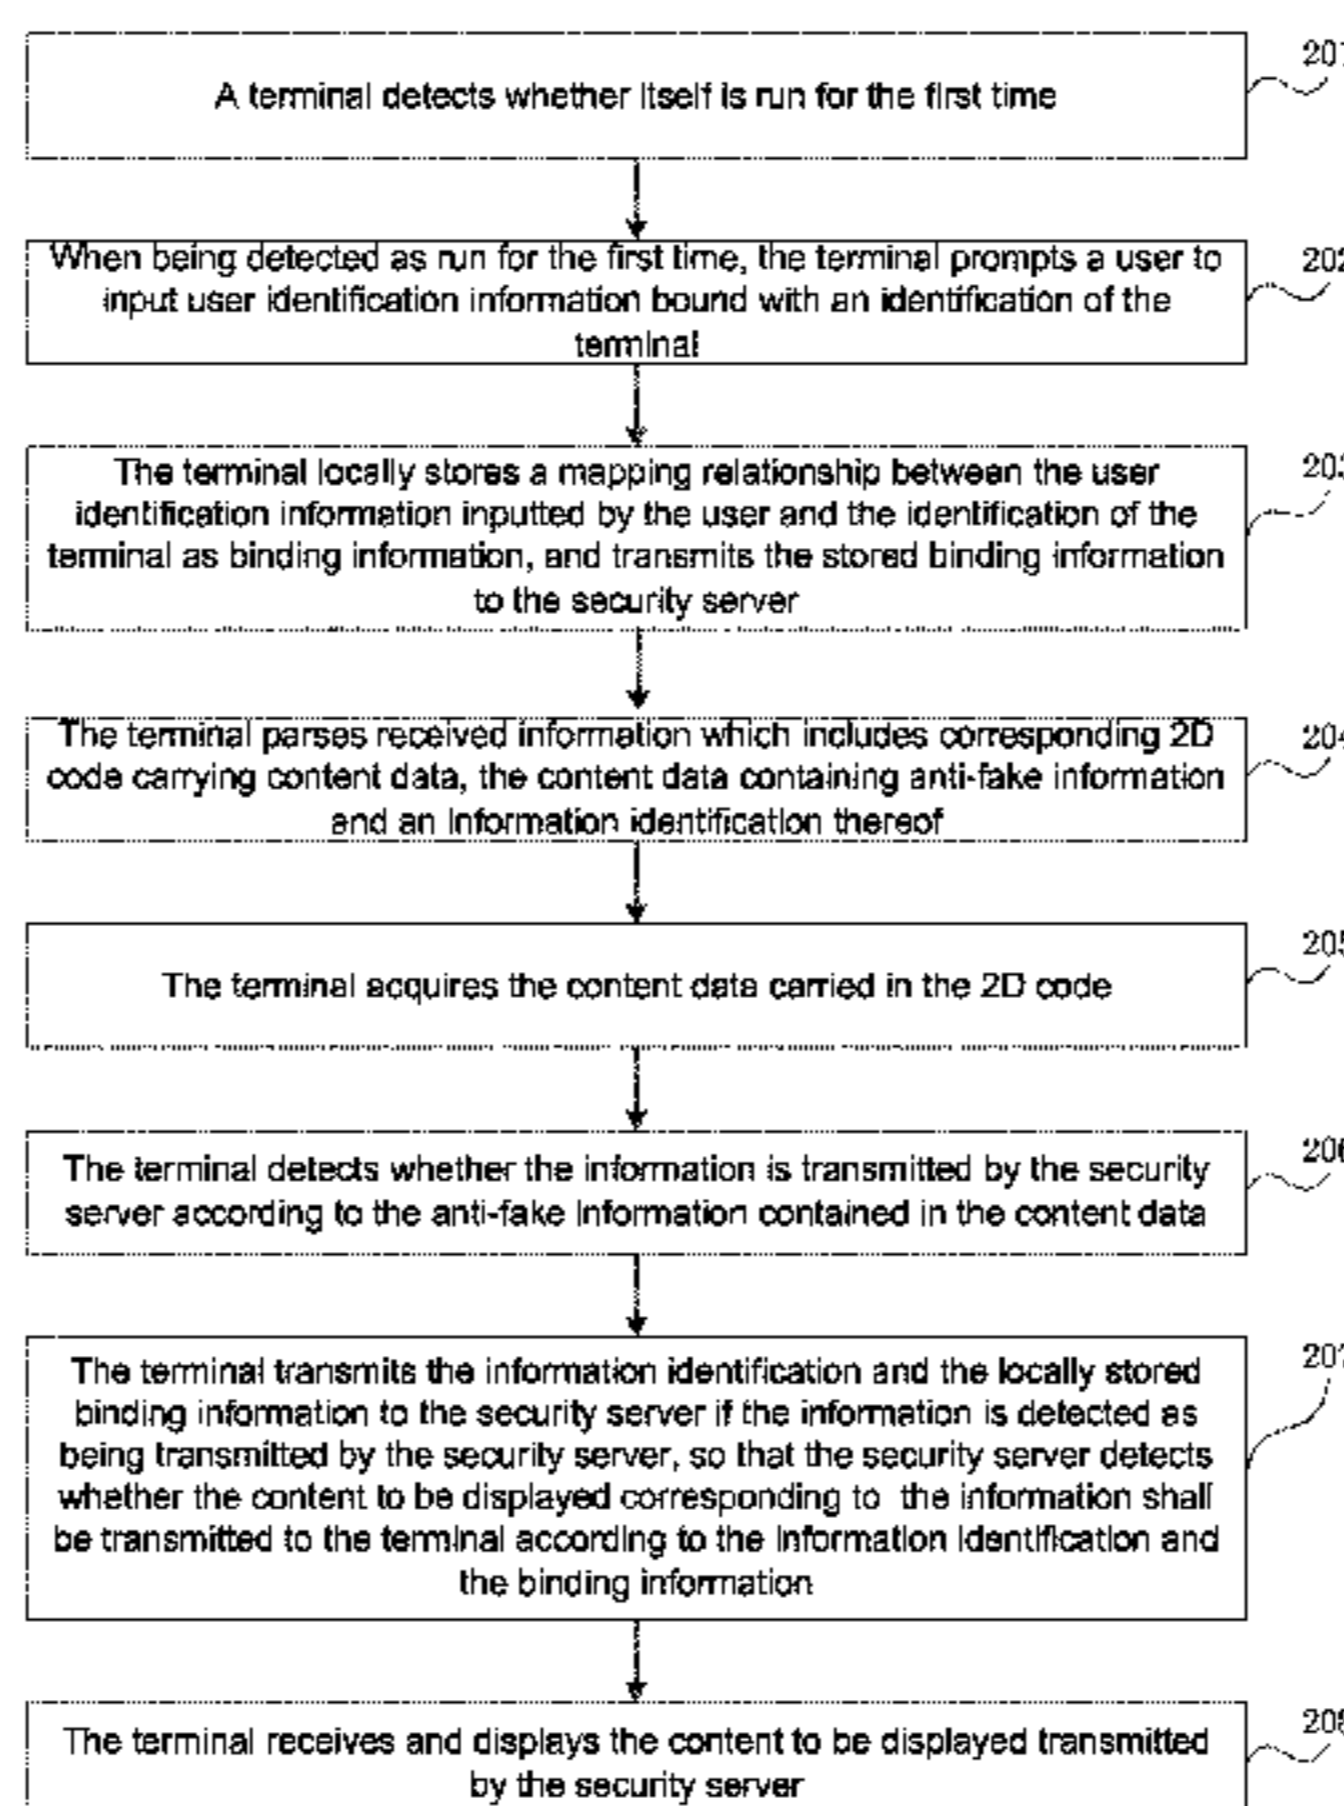 A terminal detects whether itself is run for the first time
201
When being detected as run for the first time, the terminal prompts a user to
input user identification information bound with an identification of the
terminal
202
The terminal locally stores a mapping relationship between the user
identification information inputted by the user and the identification of the
terminal as binding information, and transmits the stored binding information
to the security server
203
The terminal parses received information which includes corresponding 2D
code carrying content data, the content data containing anti-fake information
and an information identification thereof
204
The terminal acquires the content data carried in the 2D code
205
The terminal detects whether the information is transmitted by the security
server according to the anti-fake information contained in the content data
206
The terminal transmits the information identification and the locally stored
binding information to the security server if the information is detected as
being transmitted by the security server, so that the security server detects
whether the content to be displayed corresponding to the information shall
be transmitted to the terminal according to the information identification and
the binding information
207
The terminal receives and displays the content to be displayed transmitted
by the security server
208